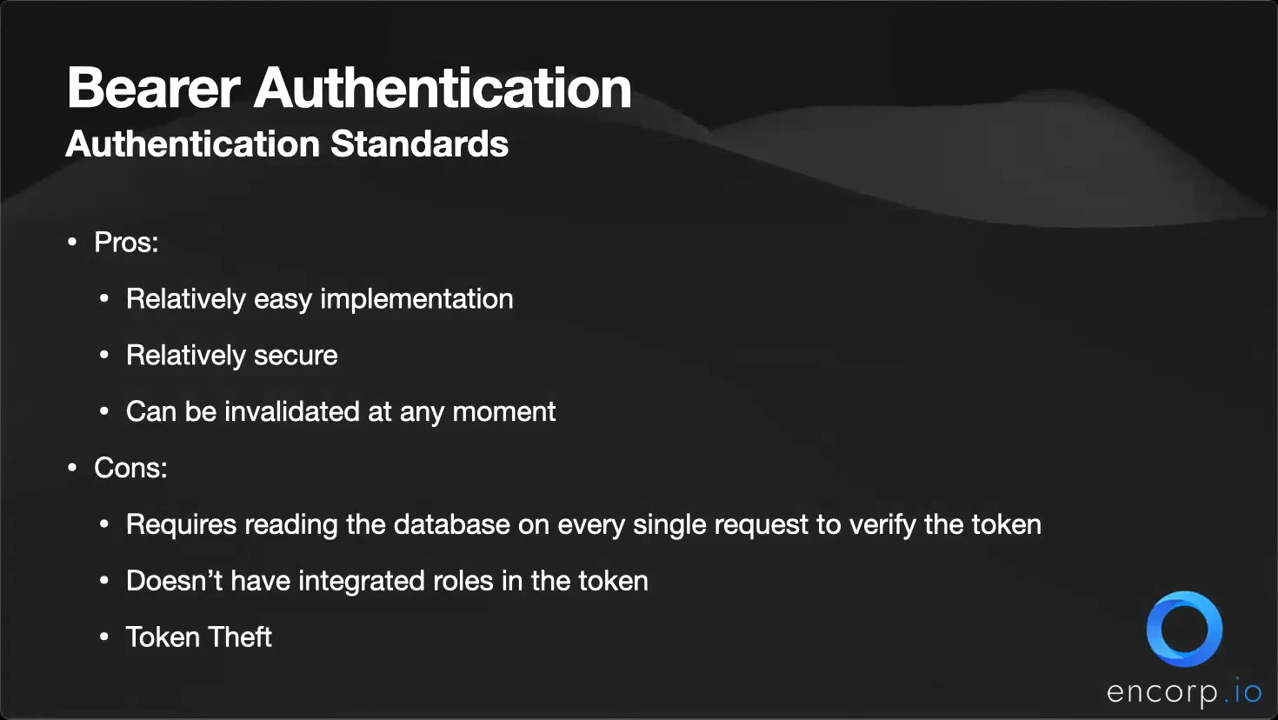 Bearer Authentication
Authentication Standards
• Pros:
• Relatively easy implementation
• Relatively secure
• Can be invalidated at any moment
• Cons:
• Requires reading the database on every single request to verify the token
• Doesn’t have integrated roles in the token
• Token Theft
encorp.io